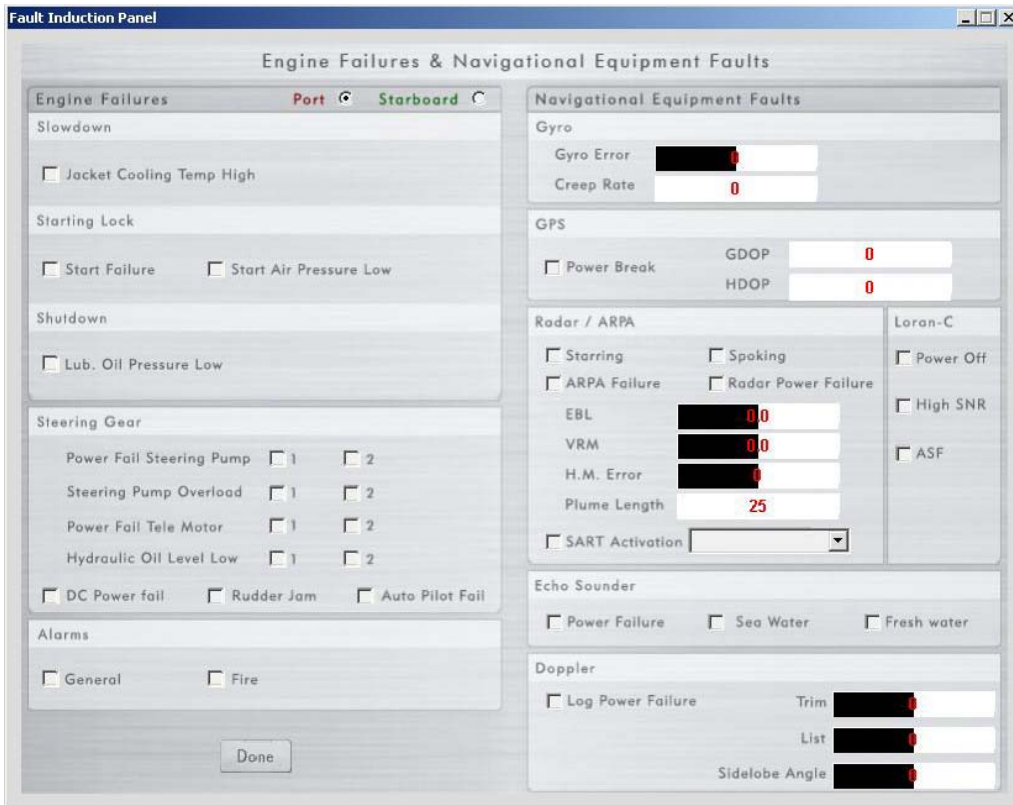 Fault Induction Panel
Engine Failures & Navigational Equipment Faults
Engine Failures Port Starboard
Slowdown
Jacket Cooling Temp High
Starting Lock
Start Failure Start Air Pressure Low
Shutdown
Lub. Oil Pressure Low
Steering Gear
Power Fail Steering Pump 1 2
Steering Pump Overload 1 2
Power Fail Tele Motor 1 2
Hydraulic Oil Level Low 1 2
DC Power fail Rudder Jam Auto Pilot Fail
Alarms
General Fire
Done
Navigational Equipment Faults
Gyro
Gyro Error 0
Creep Rate 0
GPS
Power Break
GDOP 0
HDOP 0
Radar / ARPA
Starring Spoking
ARPA Failure Radar Power Failure
EBL 0.0
VRM 0.0
H.M. Error 0
Plume Length 25
SART Activation
Loran-C
Power Off
High SNR
ASF
Echo Sounder
Power Failure Sea Water Fresh water
Doppler
Log Power Failure Trim 0
List 0
Sidelobe Angle 0